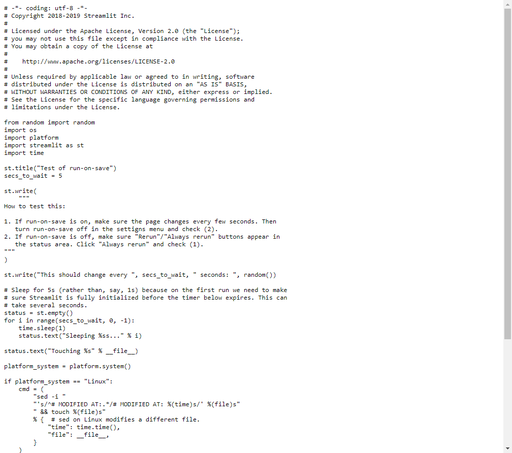 # -*- coding: utf-8 -*-
# Copyright 2018-2019 Streamlit Inc.
#
# Licensed under the Apache License, Version 2.0 (the "License");
# you may not use this file except in compliance with the License.
# You may obtain a copy of the License at
#
#    http://www.apache.org/licenses/LICENSE-2.0
#
# Unless required by applicable law or agreed to in writing, software
# distributed under the License is distributed on an "AS IS" BASIS,
# WITHOUT WARRANTIES OR CONDITIONS OF ANY KIND, either express or implied.
# See the License for the specific language governing permissions and
# limitations under the License.

from random import random
import os
import platform
import streamlit as st
import time

st.title("Test of run-on-save")
secs_to_wait = 5

st.write(
    """
How to test this:

1. If run-on-save is on, make sure the page changes every few seconds. Then
   turn run-on-save off in the settigns menu and check (2).
2. If run-on-save is off, make sure "Rerun"/"Always rerun" buttons appear in
   the status area. Click "Always rerun" and check (1).
"""
)

st.write("This should change every ", secs_to_wait, " seconds: ", random())

# Sleep for 5s (rather than, say, 1s) because on the first run we need to make
# sure Streamlit is fully initialized before the timer below expires. This can
# take several seconds.
status = st.empty()
for i in range(secs_to_wait, 0, -1):
    time.sleep(1)
    status.text("Sleeping %ss..." % i)

status.text("Touching %s" % __file__)

platform_system = platform.system()

if platform_system == "Linux":
    cmd = (
        "sed -i "
        "'s/^# MODIFIED AT:.*/# MODIFIED AT: %(time)s/' %(file)s"
        " && touch %(file)s"
        % {  # sed on Linux modifies a different file.
            "time": time.time(),
            "file": __file__,
        }
    )